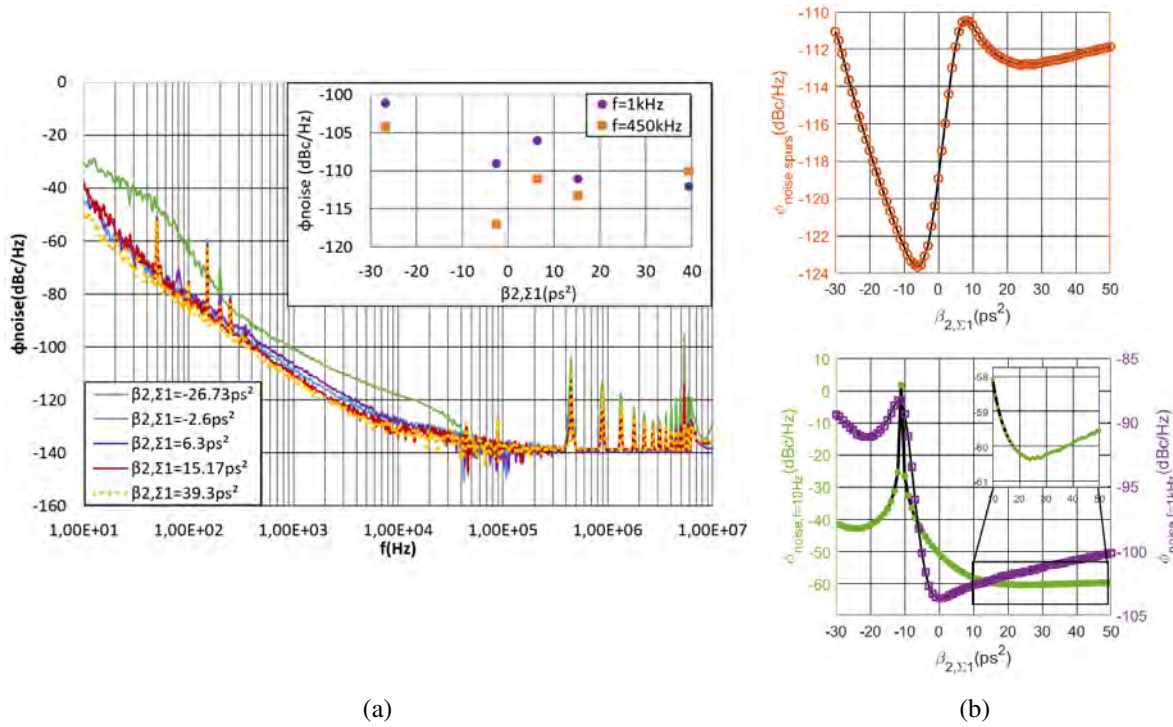 0
-20
-40
-60
-80
-100
-120
-140
-160
ϕnoise(dBc/Hz)
1,00E+01 1,00E+02 1,00E+03 1,00E+04 1,00E+05 1,00E+06 1,00E+07
f(Hz)
β2,Σ1=-26.73ps²
β2,Σ1=-2.6ps²
β2,Σ1=6.3ps²
β2,Σ1=15.17ps²
β2,Σ1=39.3ps²
-100
-105
-110
-115
-120
ϕnoise (dBc/Hz)
f=1kHz
f=450kHz
-30 -20 -10 0 10 20 30 40
β2,Σ1(ps²)
(a)
-110
-112
-114
-116
-118
-120
-122
-124
ϕnoise spurs(dBc/Hz)
-30 -20 -10 0 10 20 30 40 50
β2,Σ1(ps²)
10
0
-10
-20
-30
-40
-50
-60
ϕnoise,f=10Hz(dBc/Hz)
-58
-59
-60
-61
10 20 30 40 50
-85
-90
-95
-100
-105
ϕnoise,f=1kHz(dBc/Hz)
-30 -20 -10 0 10 20 30 40 50
β2,Σ1(ps²)
(b)